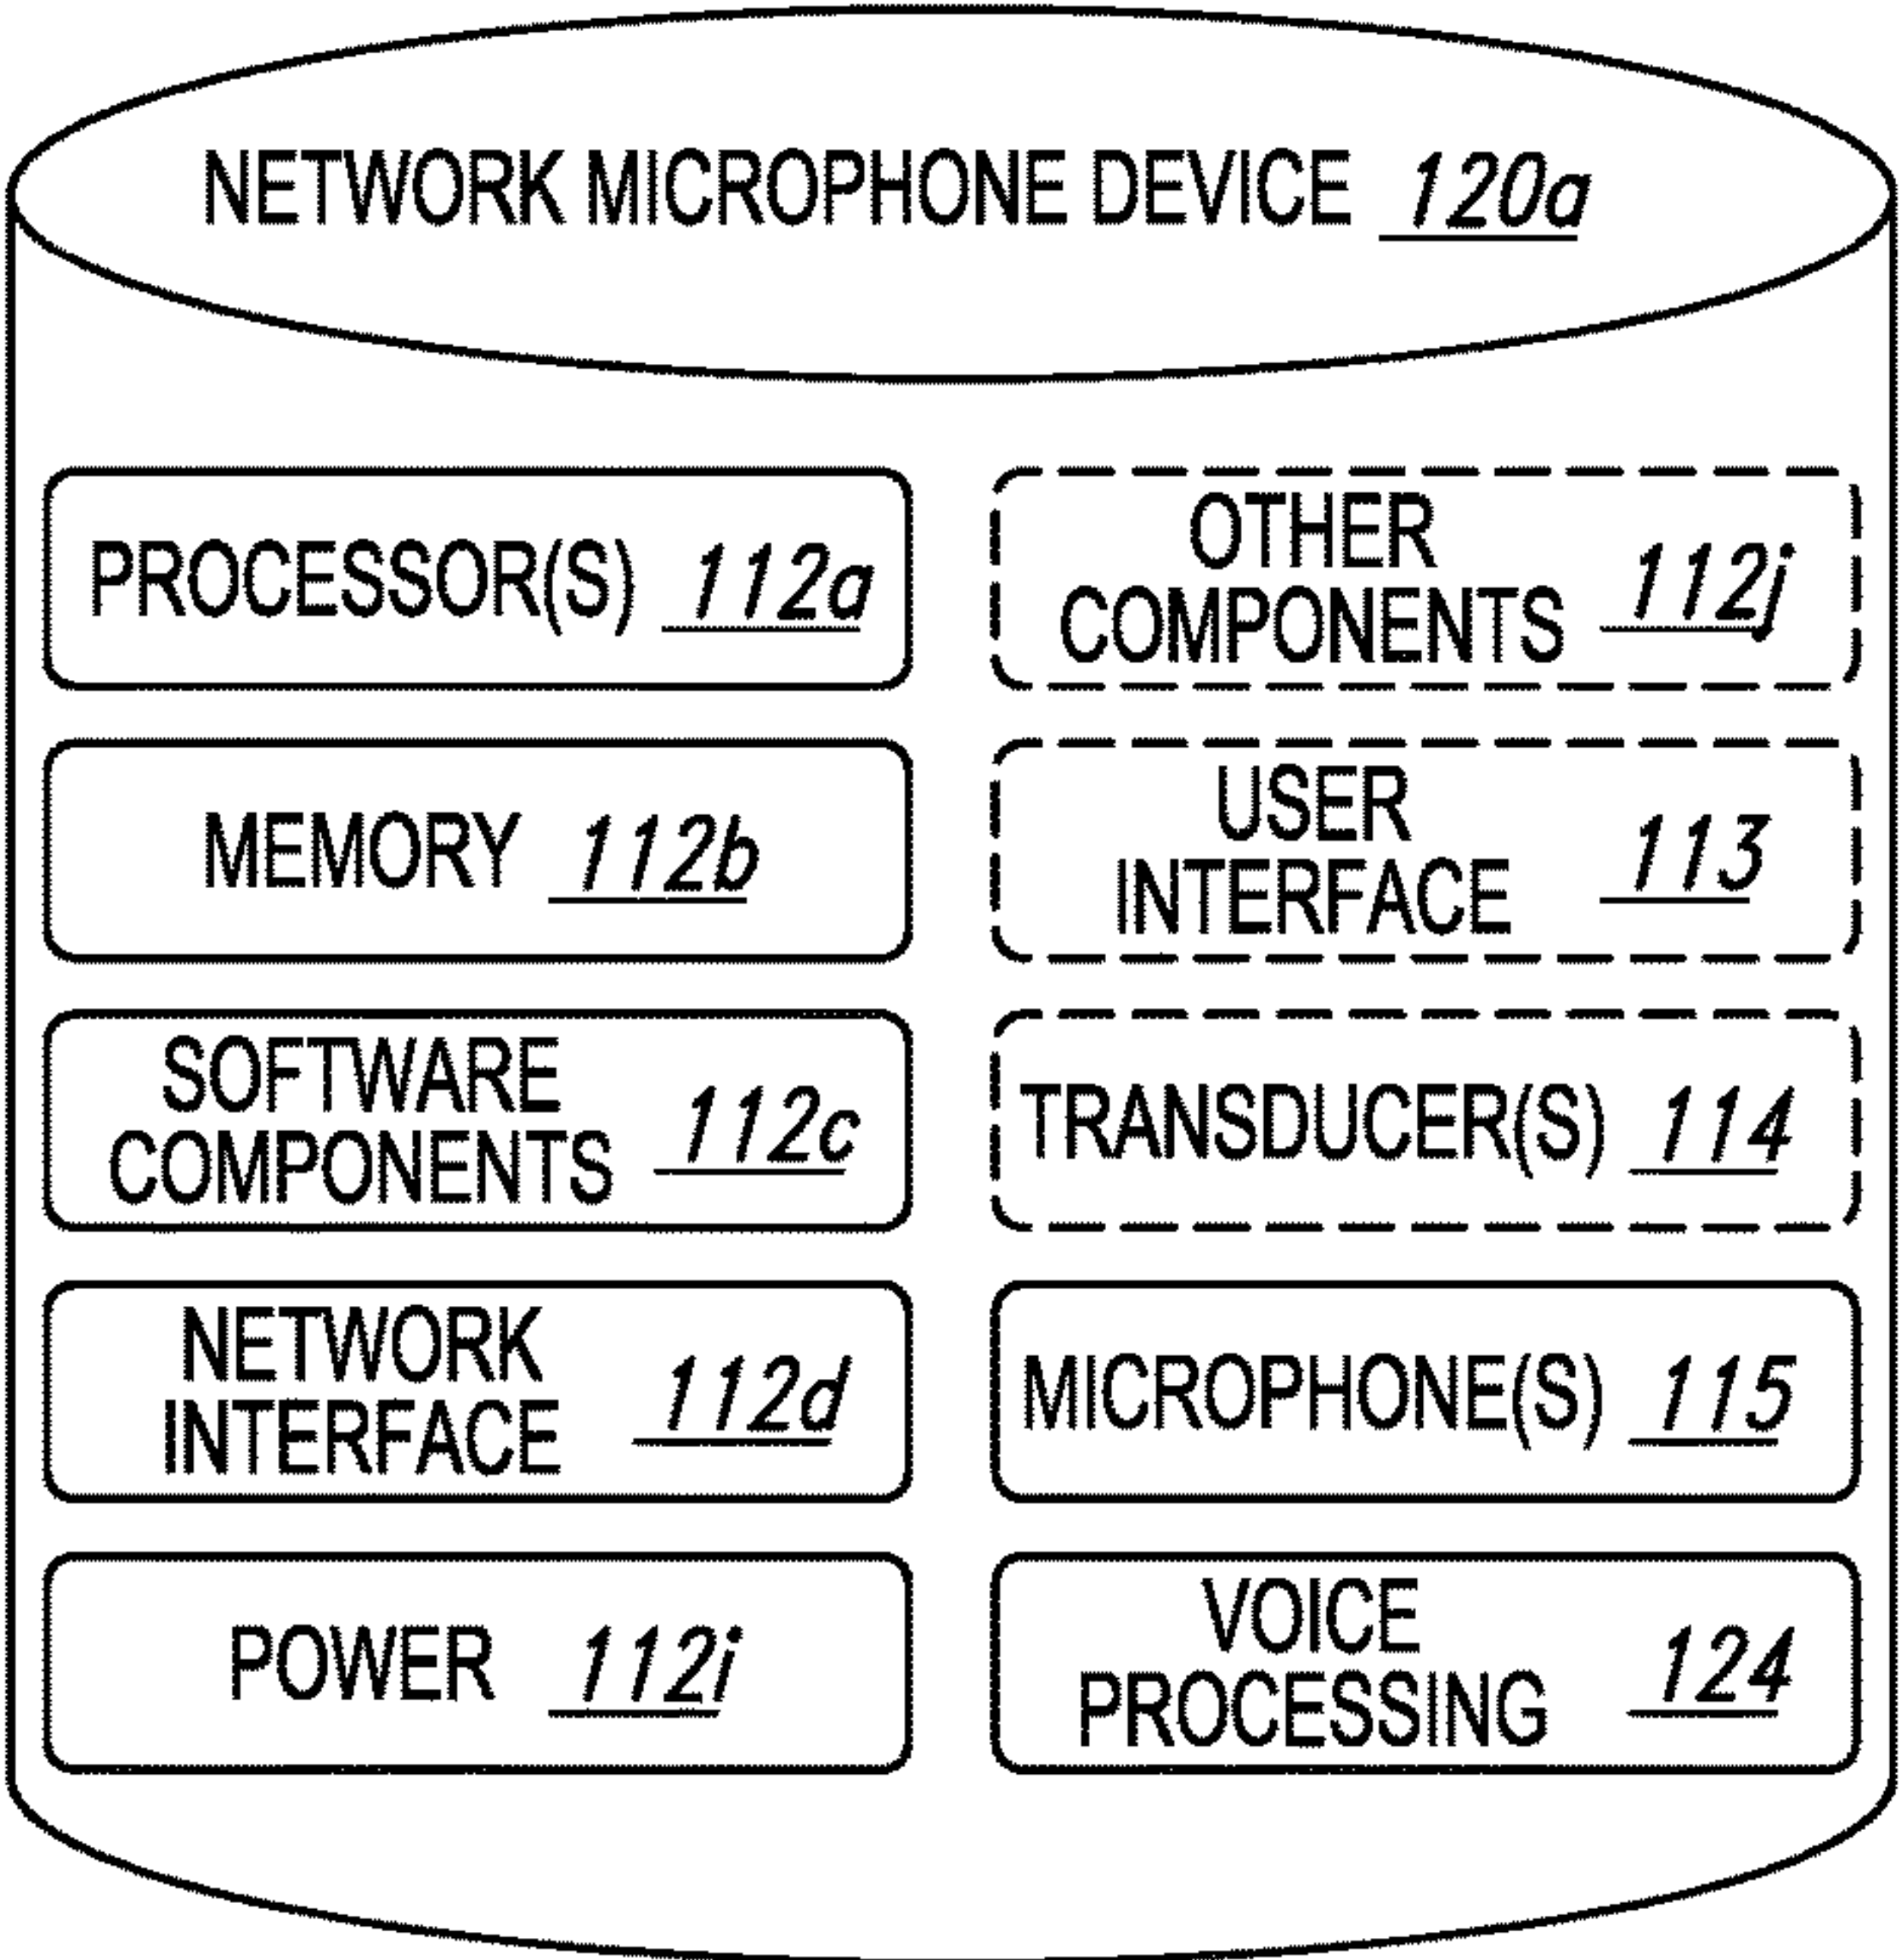 NETWORK MICROPHONE DEVICE 120a
PROCESSOR(S) 112a
MEMORY 112b
SOFTWARE
COMPONENTS 112c
NETWORK
INTERFACE 112d
POWER 112i
OTHER
COMPONENTS 112j
USER
INTERFACE 113
TRANSDUCER(S) 114
MICROPHONE(S) 115
VOICE
PROCESSING 124